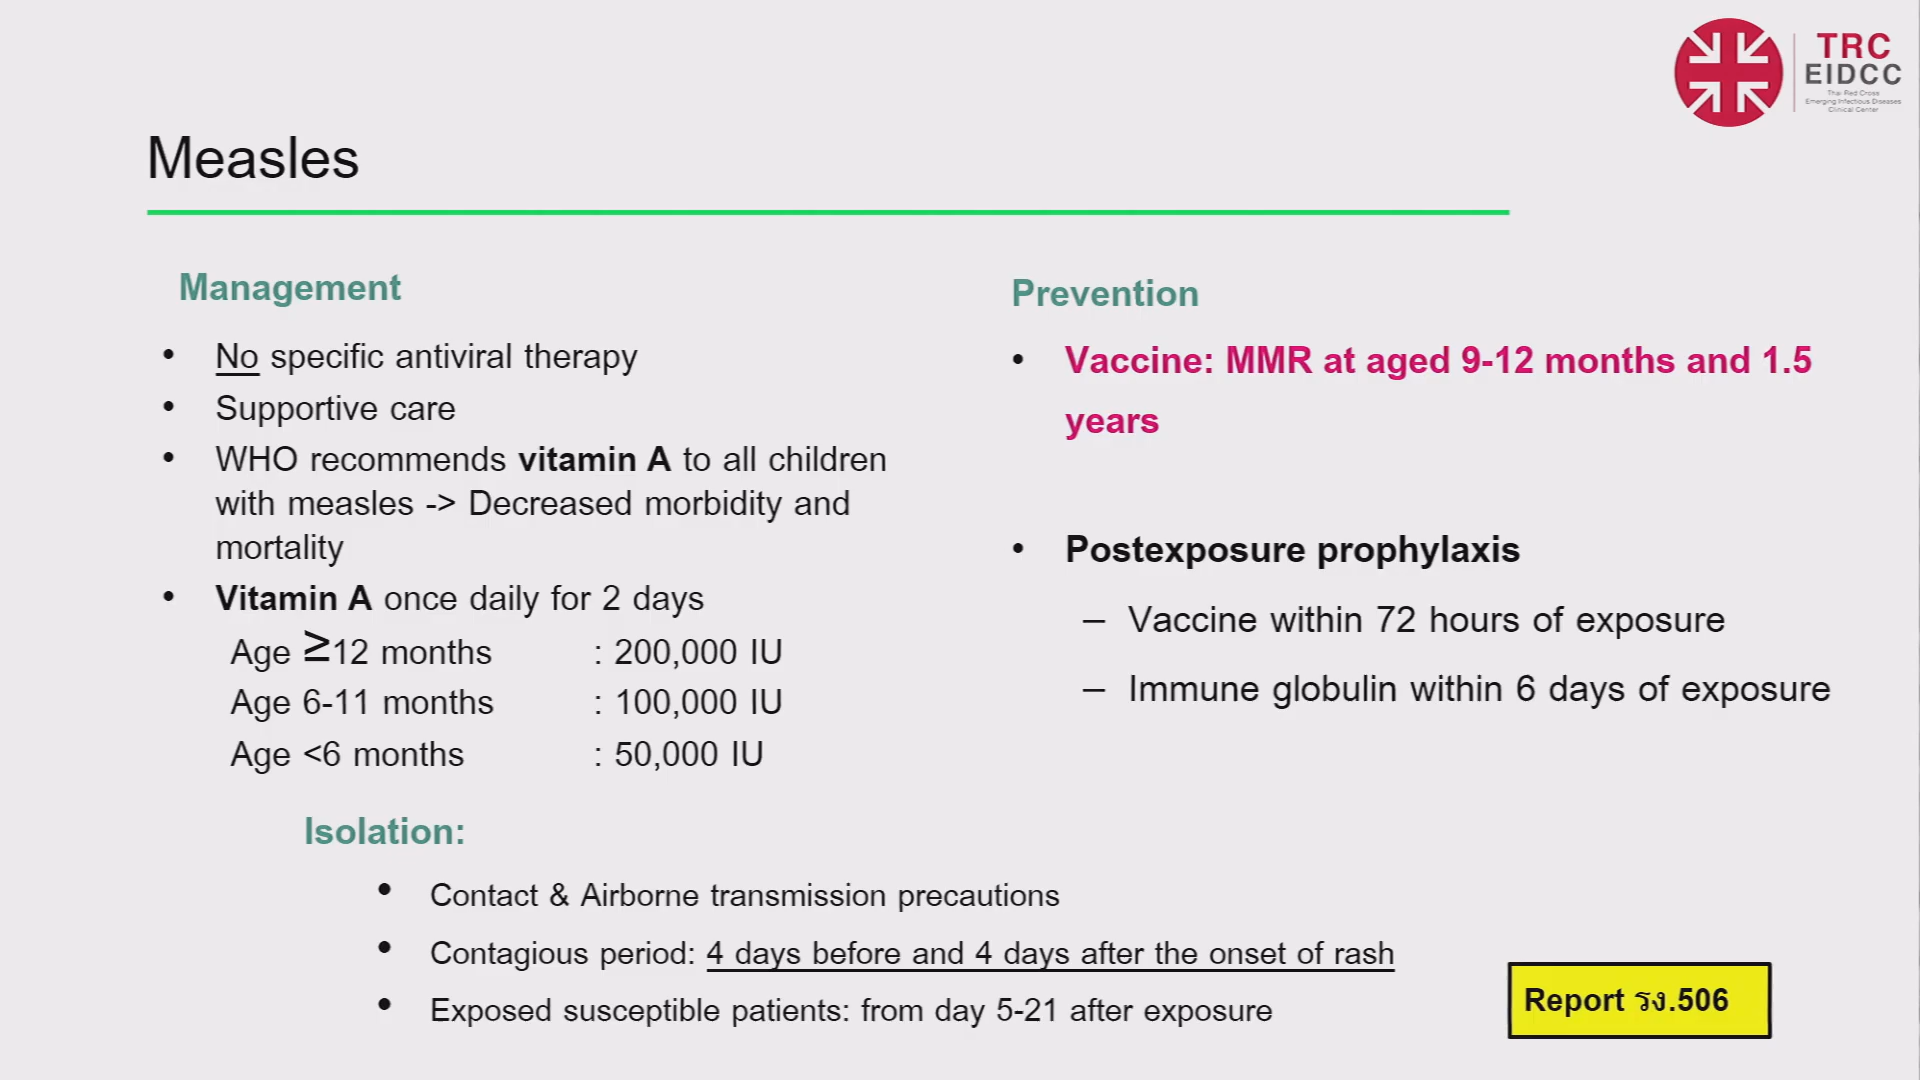 TRC
EIDCC
Thai Red Cross
Emerging Infectious Diseases
Clinical Center
Measles
Management
• No specific antiviral therapy
• Supportive care
• WHO recommends vitamin A to all children
with measles -> Decreased morbidity and
mortality
• Vitamin A once daily for 2 days
Age ≥12 months : 200,000 IU
Age 6-11 months : 100,000 IU
Age <6 months : 50,000 IU
Prevention
• Vaccine: MMR at aged 9-12 months and 1.5
years
• Postexposure prophylaxis
– Vaccine within 72 hours of exposure
– Immune globulin within 6 days of exposure
Isolation:
• Contact & Airborne transmission precautions
• Contagious period: 4 days before and 4 days after the onset of rash
• Exposed susceptible patients: from day 5-21 after exposure
Report รง.506